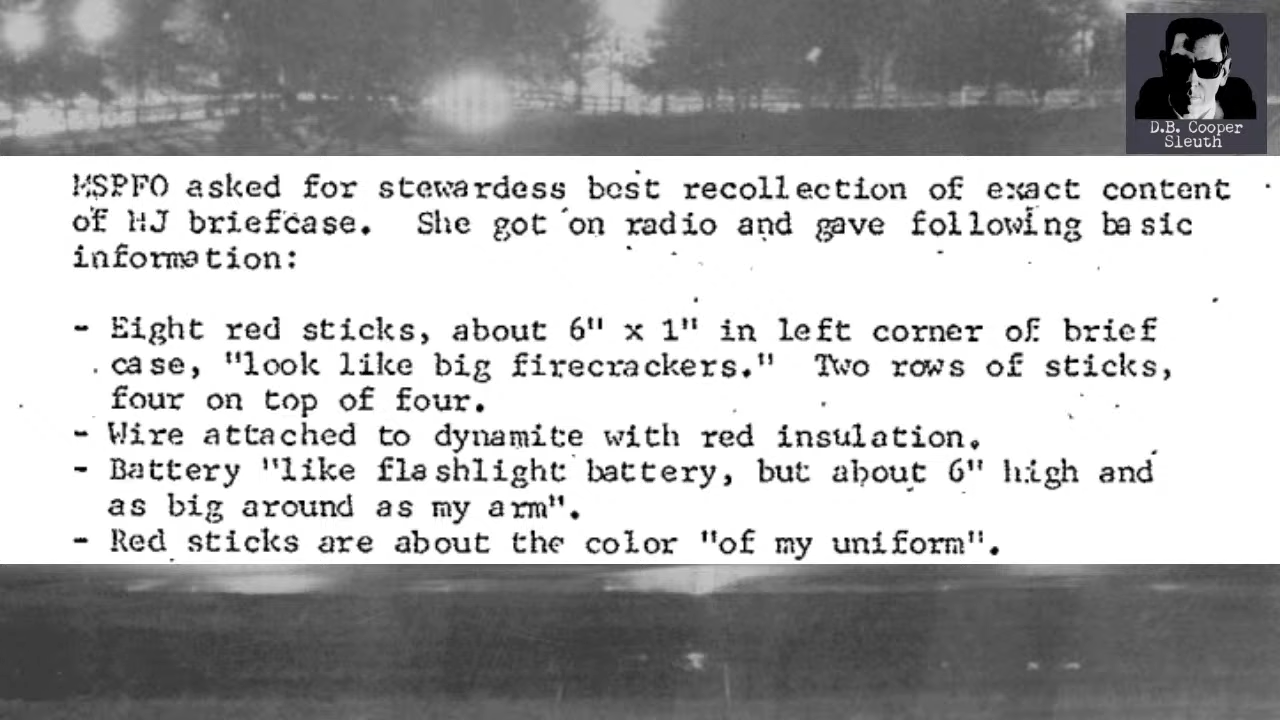 D.B. Cooper
Sleuth
MSPFO asked for stewardess best recollection of exact content
of HJ briefcase. She got on radio and gave following basic
information:
- Eight red sticks, about 6" x 1" in left corner of brief
case, "look like big firecrackers." Two rows of sticks,
four on top of four.
- Wire attached to dynamite with red insulation.
- Battery "like flashlight battery, but about 6" high and
as big around as my arm".
- Red sticks are about the color "of my uniform".